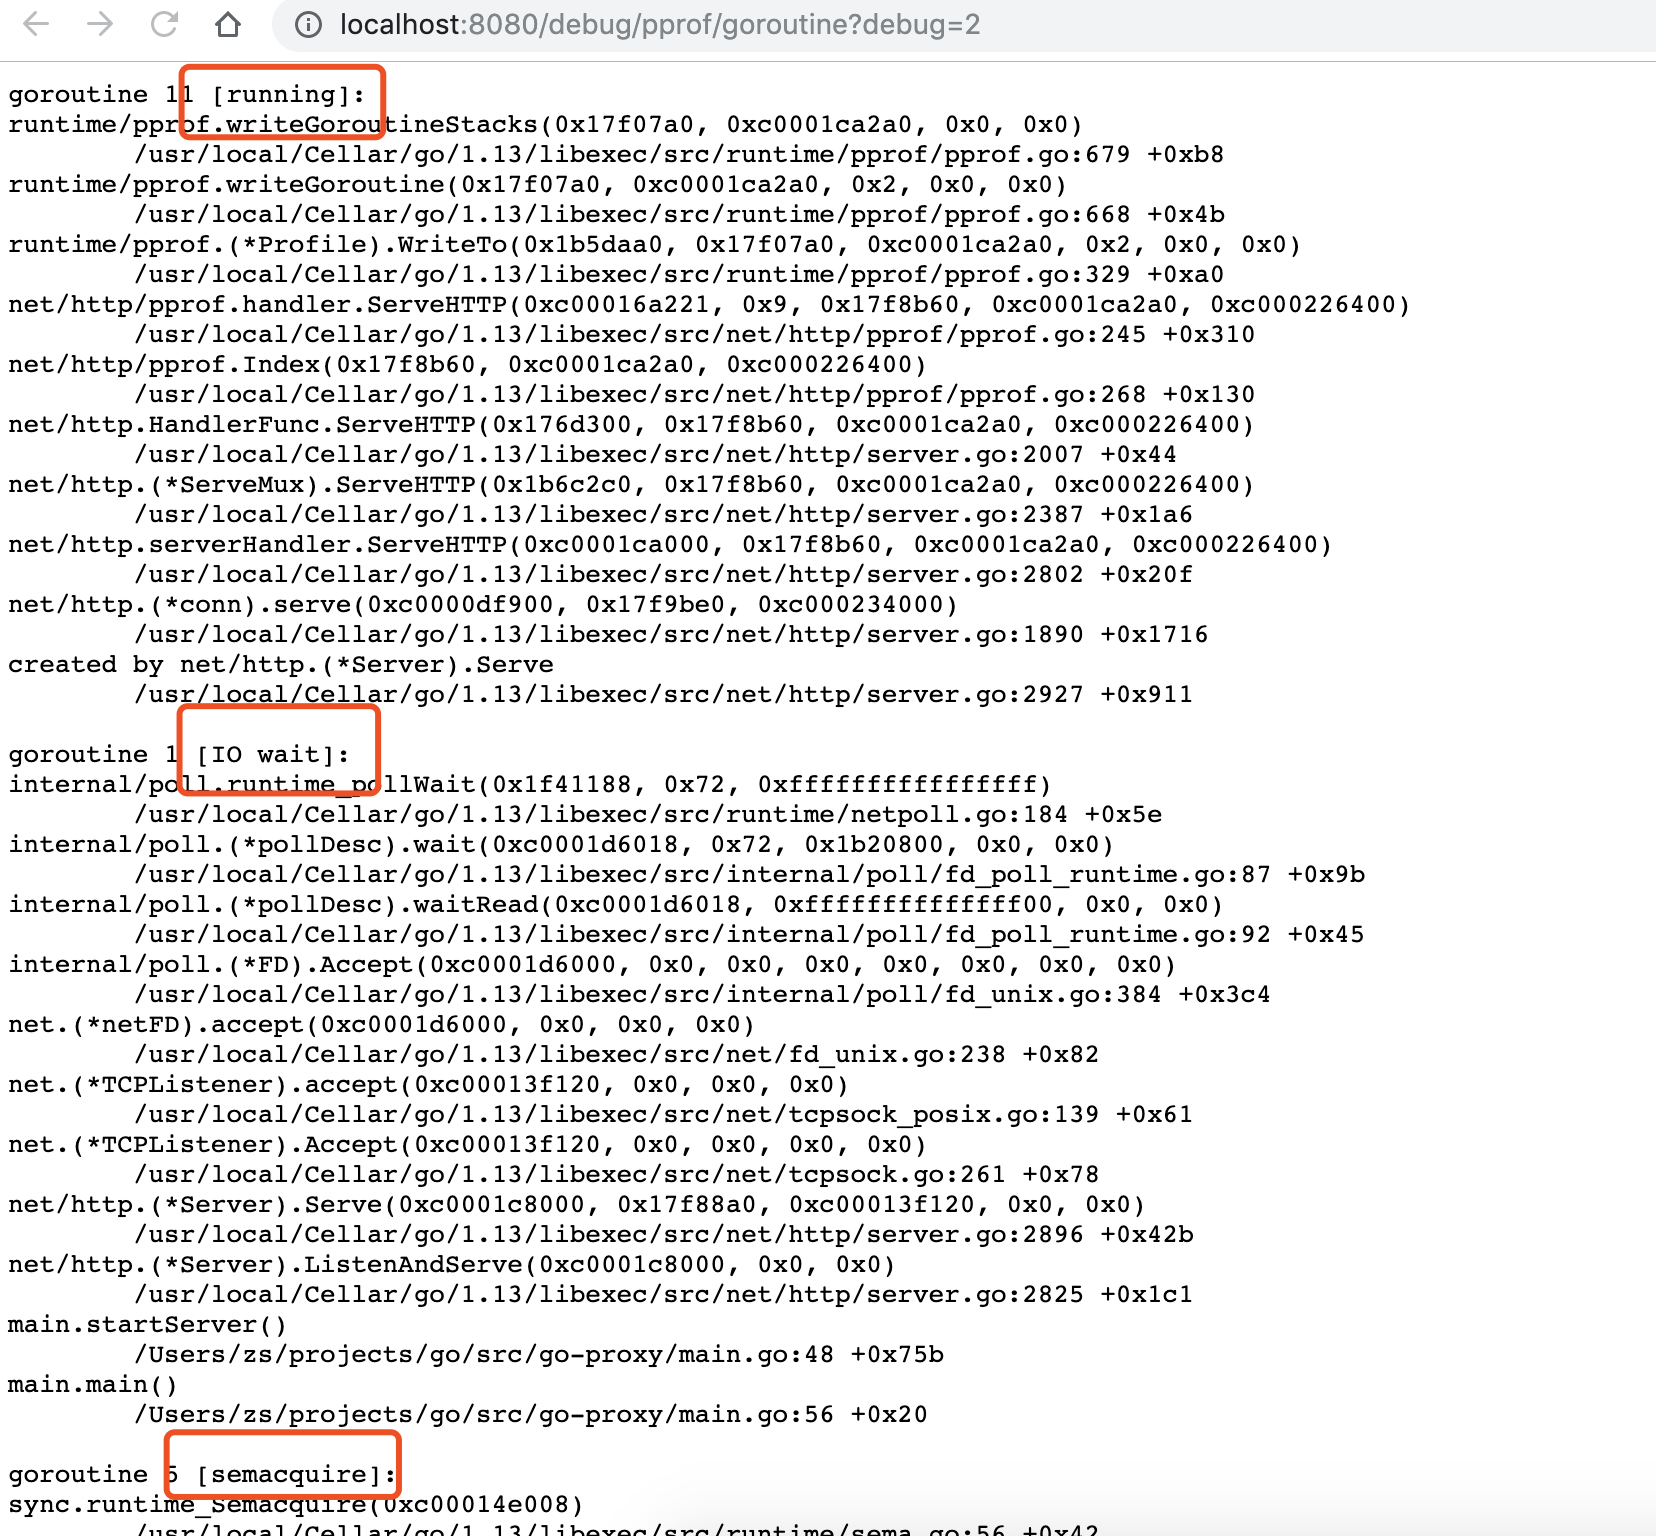 localhost:8080/debug/pprof/goroutine?debug=2
goroutine 11 [running]:
runtime/pprof.writeGoroutineStacks(0x17f07a0, 0xc0001ca2a0, 0x0, 0x0)
/usr/local/Cellar/go/1.13/libexec/src/runtime/pprof/pprof.go:679 +0xb8
runtime/pprof.writeGoroutine(0x17f07a0, 0xc0001ca2a0, 0x2, 0x0, 0x0)
/usr/local/Cellar/go/1.13/libexec/src/runtime/pprof/pprof.go:668 +0x4b
runtime/pprof.(*Profile).WriteTo(0x1b5daa0, 0x17f07a0, 0xc0001ca2a0, 0x2, 0x0, 0x0)
/usr/local/Cellar/go/1.13/libexec/src/runtime/pprof/pprof.go:329 +0xa0
net/http/pprof.handler.ServeHTTP(0xc00016a221, 0x9, 0x17f8b60, 0xc0001ca2a0, 0xc000226400)
/usr/local/Cellar/go/1.13/libexec/src/net/http/pprof/pprof.go:245 +0x310
net/http/pprof.Index(0x17f8b60, 0xc0001ca2a0, 0xc000226400)
/usr/local/Cellar/go/1.13/libexec/src/net/http/pprof/pprof.go:268 +0x130
net/http.HandlerFunc.ServeHTTP(0x176d300, 0x17f8b60, 0xc0001ca2a0, 0xc000226400)
/usr/local/Cellar/go/1.13/libexec/src/net/http/server.go:2007 +0x44
net/http.(*ServeMux).ServeHTTP(0x1b6c2c0, 0x17f8b60, 0xc0001ca2a0, 0xc000226400)
/usr/local/Cellar/go/1.13/libexec/src/net/http/server.go:2387 +0x1a6
net/http.serverHandler.ServeHTTP(0xc0001ca000, 0x17f8b60, 0xc0001ca2a0, 0xc000226400)
/usr/local/Cellar/go/1.13/libexec/src/net/http/server.go:2802 +0x20f
net/http.(*conn).serve(0xc0000df900, 0x17f9be0, 0xc000234000)
/usr/local/Cellar/go/1.13/libexec/src/net/http/server.go:1890 +0x1716
created by net/http.(*Server).Serve
/usr/local/Cellar/go/1.13/libexec/src/net/http/server.go:2927 +0x911
goroutine 1 [IO wait]:
internal/poll.runtime_pollWait(0x1f41188, 0x72, 0xffffffffffffffff)
/usr/local/Cellar/go/1.13/libexec/src/runtime/netpoll.go:184 +0x5e
internal/poll.(*pollDesc).wait(0xc0001d6018, 0x72, 0x1b20800, 0x0, 0x0)
/usr/local/Cellar/go/1.13/libexec/src/internal/poll/fd_poll_runtime.go:87 +0x9b
internal/poll.(*pollDesc).waitRead(0xc0001d6018, 0xffffffffffffff00, 0x0, 0x0)
/usr/local/Cellar/go/1.13/libexec/src/internal/poll/fd_poll_runtime.go:92 +0x45
internal/poll.(*FD).Accept(0xc0001d6000, 0x0, 0x0, 0x0, 0x0, 0x0, 0x0, 0x0)
/usr/local/Cellar/go/1.13/libexec/src/internal/poll/fd_unix.go:384 +0x3c4
net.(*netFD).accept(0xc0001d6000, 0x0, 0x0, 0x0)
/usr/local/Cellar/go/1.13/libexec/src/net/fd_unix.go:238 +0x82
net.(*TCPListener).accept(0xc00013f120, 0x0, 0x0, 0x0)
/usr/local/Cellar/go/1.13/libexec/src/net/tcpsock_posix.go:139 +0x61
net.(*TCPListener).Accept(0xc00013f120, 0x0, 0x0, 0x0, 0x0)
/usr/local/Cellar/go/1.13/libexec/src/net/tcpsock.go:261 +0x78
net/http.(*Server).Serve(0xc0001c8000, 0x17f88a0, 0xc00013f120, 0x0, 0x0)
/usr/local/Cellar/go/1.13/libexec/src/net/http/server.go:2896 +0x42b
net/http.(*Server).ListenAndServe(0xc0001c8000, 0x0, 0x0)
/usr/local/Cellar/go/1.13/libexec/src/net/http/server.go:2825 +0x1c1
main.startServer()
/Users/zs/projects/go/src/go-proxy/main.go:48 +0x75b
main.main()
/Users/zs/projects/go/src/go-proxy/main.go:56 +0x20
goroutine 5 [semacquire]:
sync.runtime_Semacquire(0xc00014e008)
/usr/local/Cellar/go/1.13/libexec/src/runtime/sema.go:56 +0x42